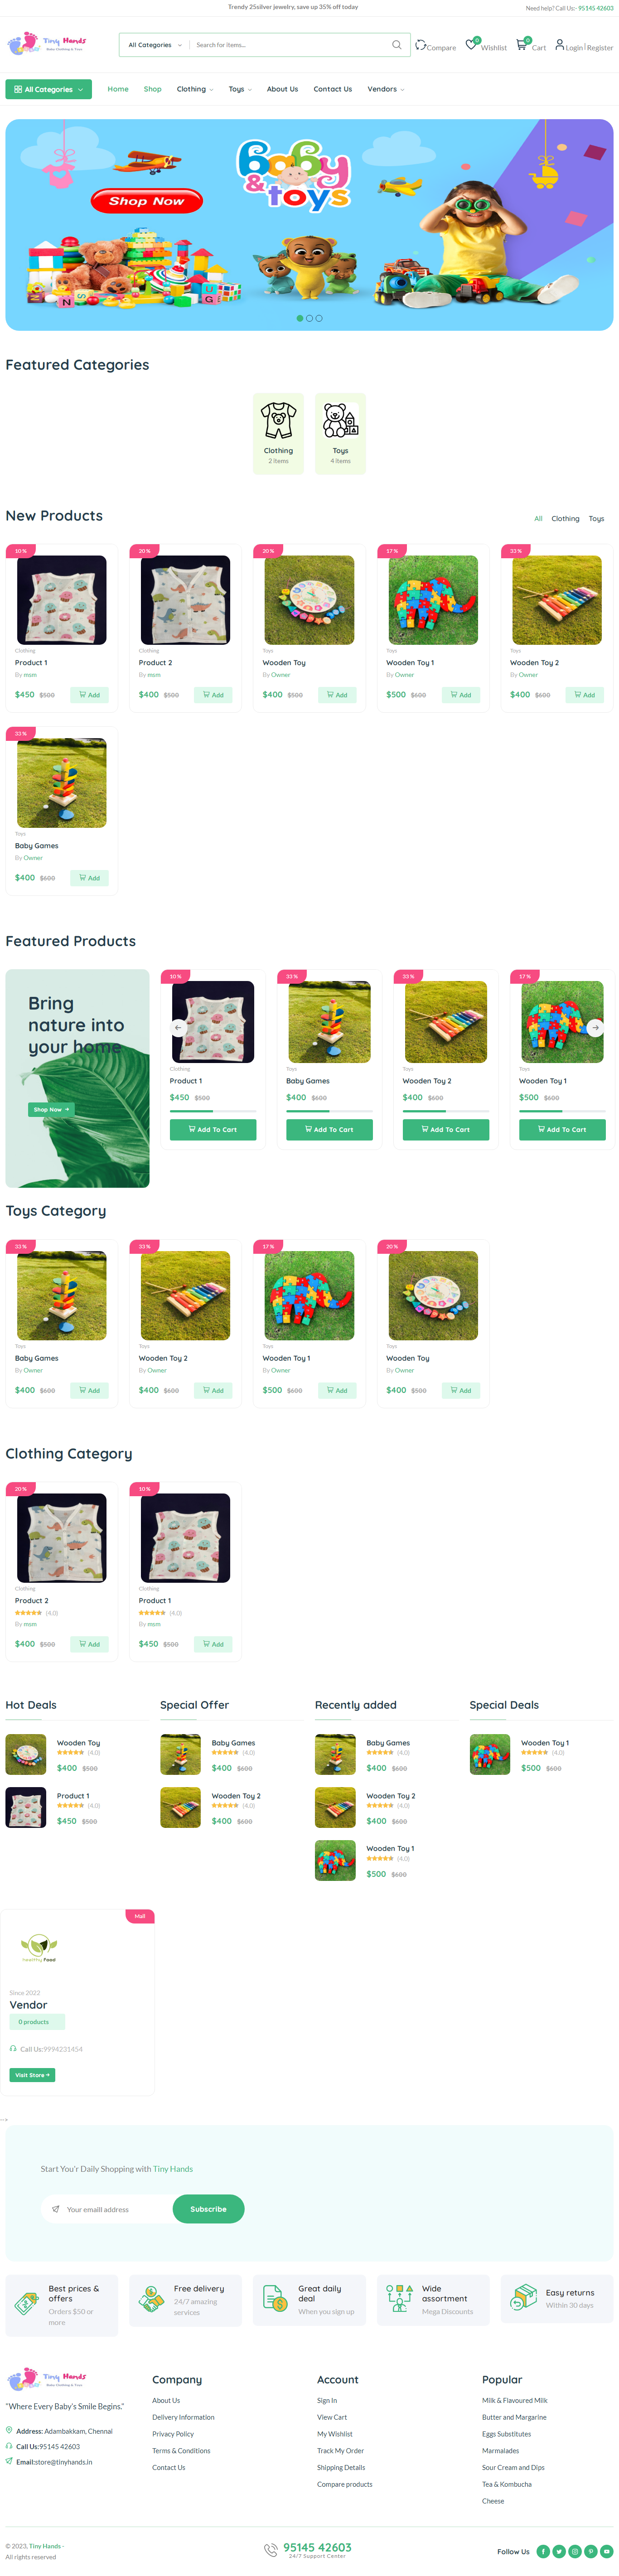 Trendy 25silver jewelry, save up 35% off today
Need help? Call Us:- 95145 42603
Tiny Hands
Baby Clothing & Toys
All Categories
Search for items...
Compare
0
Wishlist
0
Cart
Login | Register
All Categories
Home
Shop
Clothing
Toys
About Us
Contact Us
Vendors
Shop Now
baby & toys
Featured Categories
Clothing
2 items
Toys
4 items
New Products
All
Clothing
Toys
10 %
Clothing
Product 1
By msm
$450 $500
Add
20 %
Clothing
Product 2
By msm
$400 $500
Add
20 %
Toys
Wooden Toy
By Owner
$400 $500
Add
17 %
Toys
Wooden Toy 1
By Owner
$500 $600
Add
33 %
Toys
Wooden Toy 2
By Owner
$400 $600
Add
33 %
Toys
Baby Games
By Owner
$400 $600
Add
Featured Products
Bring
nature into
your home
Shop Now
10 %
Clothing
Product 1
$450 $500
Add To Cart
33 %
Toys
Baby Games
$400 $600
Add To Cart
33 %
Toys
Wooden Toy 2
$400 $600
Add To Cart
17 %
Toys
Wooden Toy 1
$500 $600
Add To Cart
Toys Category
33 %
Toys
Baby Games
By Owner
$400 $600
Add
33 %
Toys
Wooden Toy 2
By Owner
$400 $600
Add
17 %
Toys
Wooden Toy 1
By Owner
$500 $600
Add
20 %
Toys
Wooden Toy
By Owner
$400 $500
Add
Clothing Category
20 %
Clothing
Product 2
(4.0)
By msm
$400 $500
Add
10 %
Clothing
Product 1
(4.0)
By msm
$450 $500
Add
Hot Deals
Wooden Toy
(4.0)
$400 $500
Product 1
(4.0)
$450 $500
Special Offer
Baby Games
(4.0)
$400 $600
Wooden Toy 2
(4.0)
$400 $600
Recently added
Baby Games
(4.0)
$400 $600
Wooden Toy 2
(4.0)
$400 $600
Wooden Toy 1
(4.0)
$500 $600
Special Deals
Wooden Toy 1
(4.0)
$500 $600
Mall
healthy Food
Since 2022
Vendor
0 products
Call Us:9994231454
Visit Store
-->
Start You'r Daily Shopping with Tiny Hands
Your emaill address
Subscribe
Best prices &
offers
Orders $50 or
more
Free delivery
24/7 amazing
services
Great daily
deal
When you sign up
Wide
assortment
Mega Discounts
Easy returns
Within 30 days
Tiny Hands
Baby Clothing & Toys
"Where Every Baby's Smile Begins."
Address: Adambakkam, Chennai
Call Us:95145 42603
Email:store@tinyhands.in
Company
About Us
Delivery Information
Privacy Policy
Terms & Conditions
Contact Us
Account
Sign In
View Cart
My Wishlist
Track My Order
Shipping Details
Compare products
Popular
Milk & Flavoured Milk
Butter and Margarine
Eggs Substitutes
Marmalades
Sour Cream and Dips
Tea & Kombucha
Cheese
© 2023, Tiny Hands -
All rights reserved
95145 42603
24/7 Support Center
Follow Us